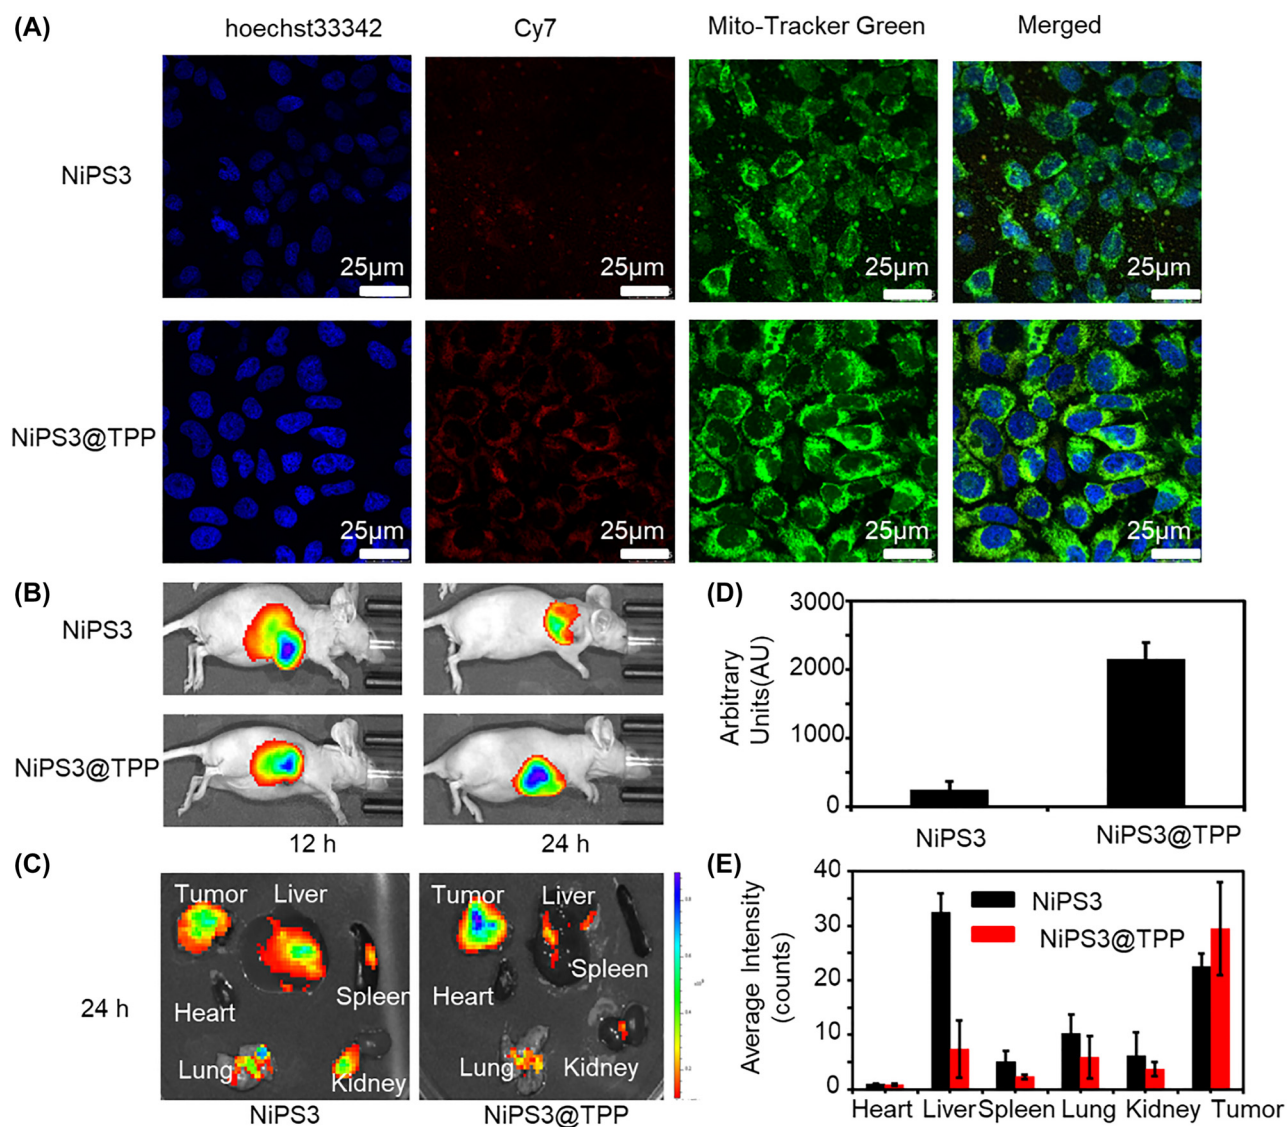 (A)
hoechst33342
Cy7
Mito-Tracker Green
Merged
NiPS3
25μm
25μm
25μm
25μm
NiPS3@TPP
25μm
25μm
25μm
25μm
(B)
NiPS3
NiPS3@TPP
12 h
24 h
(D)
Arbitrary
Units(AU)
3000
2000
1000
0
NiPS3
NiPS3@TPP
(C)
24 h
Tumor
Liver
Heart
Spleen
Lung
Kidney
NiPS3
Tumor
Liver
Spleen
Heart
Lung
Kidney
NiPS3@TPP
(E)
Average Intensity
(counts)
40
30
20
10
0
NiPS3
NiPS3@TPP
Heart
Liver
Spleen
Lung
Kidney
Tumor